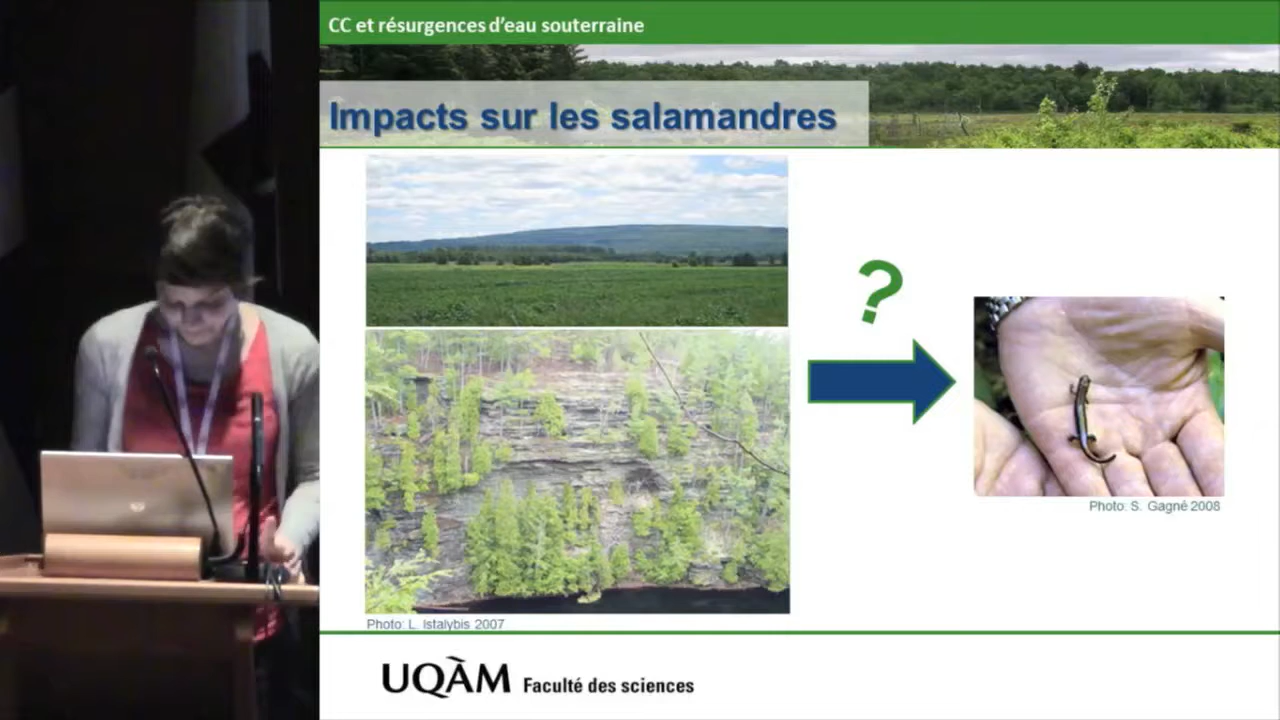 CC et résurgences d'eau souterraine
Impacts sur les salamandres
?
Photo: S. Gagné 2008
Photo: L. Istalybis 2007
UQÀM Faculté des sciences